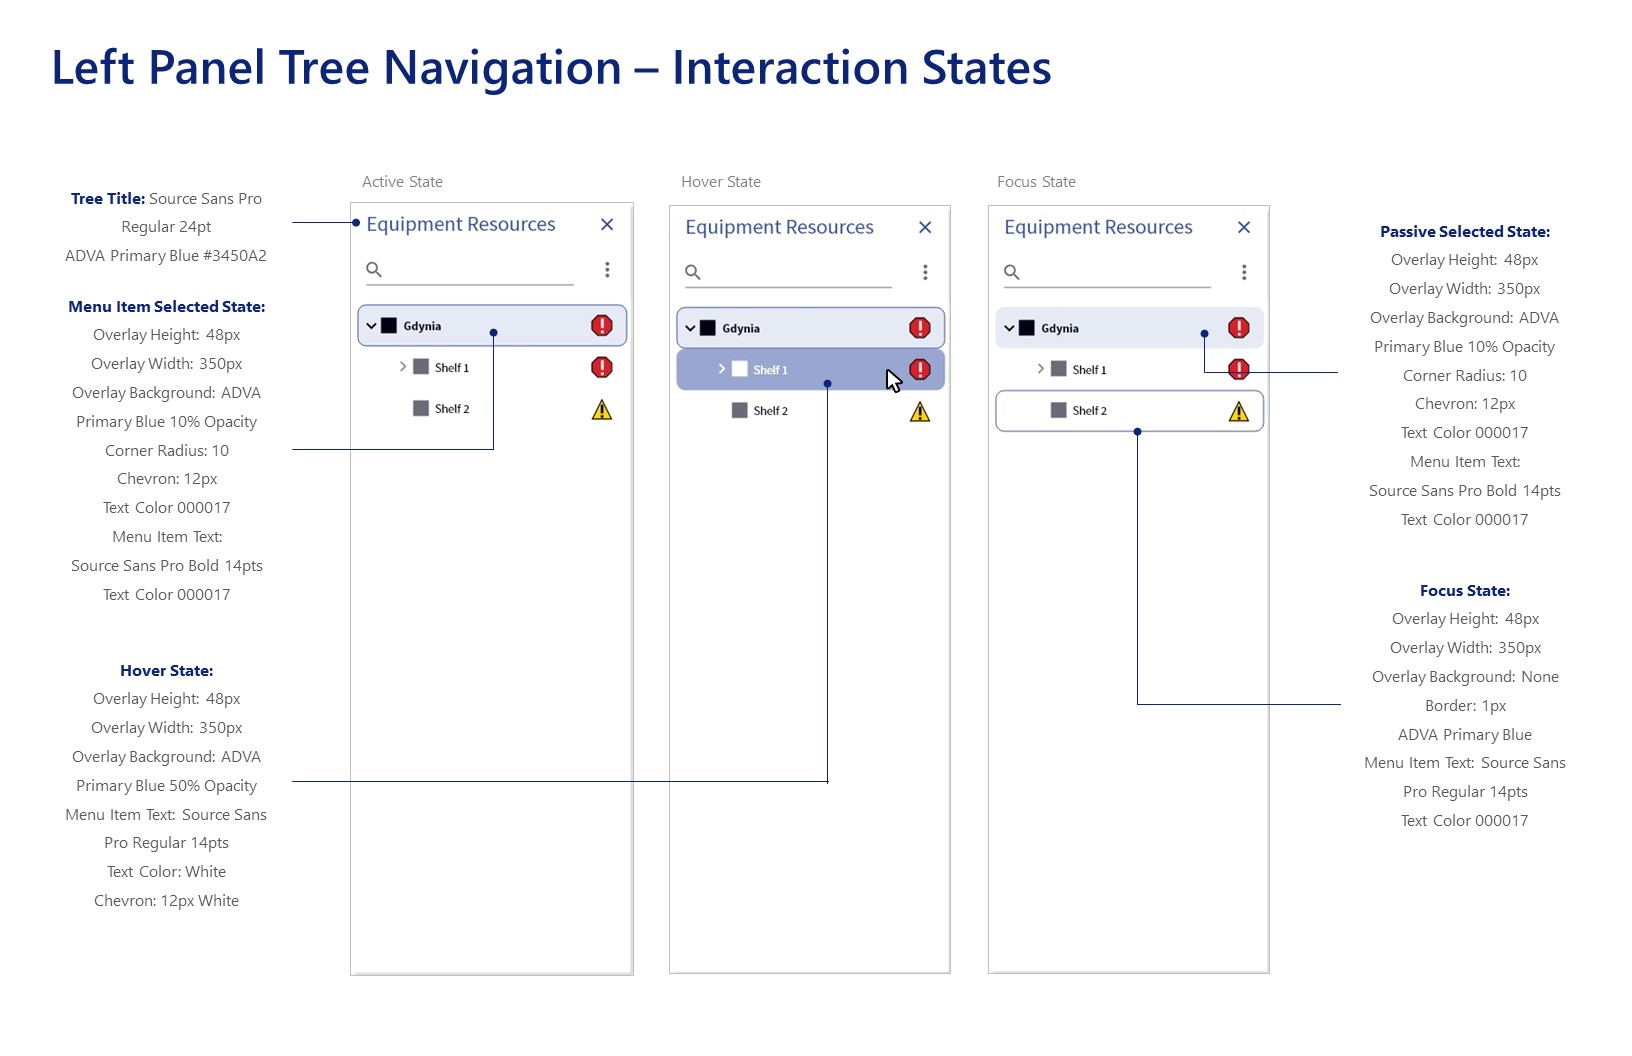 Left Panel Tree Navigation – Interaction States
Tree Title: Source Sans Pro
Regular 24pt
ADVA Primary Blue #3450A2
Menu Item Selected State:
Overlay Height: 48px
Overlay Width: 350px
Overlay Background: ADVA
Primary Blue 10% Opacity
Corner Radius: 10
Chevron: 12px
Text Color 000017
Menu Item Text:
Source Sans Pro Bold 14pts
Text Color 000017
Hover State:
Overlay Height: 48px
Overlay Width: 350px
Overlay Background: ADVA
Primary Blue 50% Opacity
Menu Item Text: Source Sans
Pro Regular 14pts
Text Color: White
Chevron: 12px White
Active State
Equipment Resources
Gdynia
Shelf 1
Shelf 2
Hover State
Equipment Resources
Gdynia
Shelf 1
Shelf 2
Focus State
Equipment Resources
Gdynia
Shelf 1
Shelf 2
Passive Selected State:
Overlay Height: 48px
Overlay Width: 350px
Overlay Background: ADVA
Primary Blue 10% Opacity
Corner Radius: 10
Chevron: 12px
Text Color 000017
Menu Item Text:
Source Sans Pro Bold 14pts
Text Color 000017
Focus State:
Overlay Height: 48px
Overlay Width: 350px
Overlay Background: None
Border: 1px
ADVA Primary Blue
Menu Item Text: Source Sans
Pro Regular 14pts
Text Color 000017